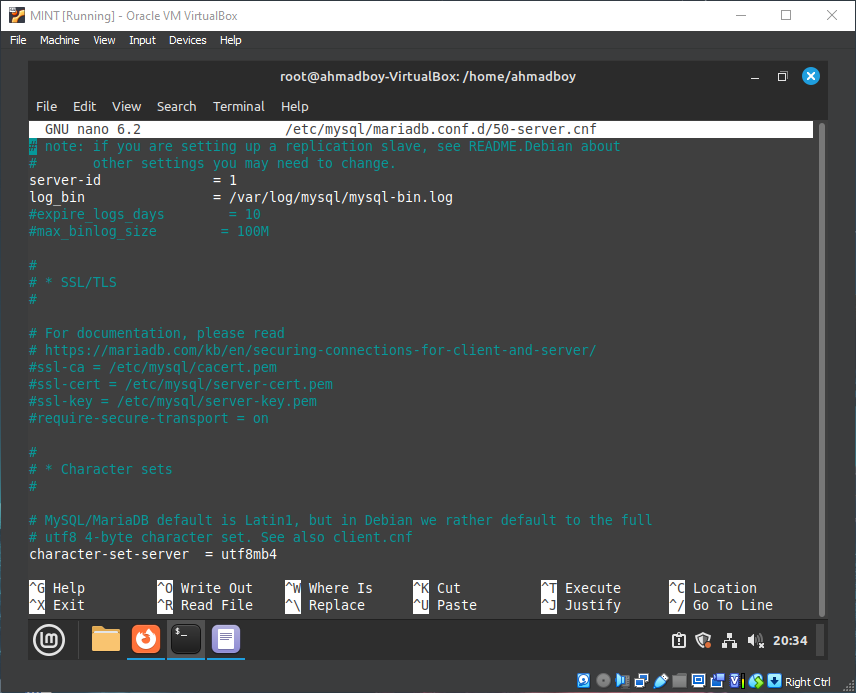 MINT [Running] - Oracle VM VirtualBox
File Machine View Input Devices Help
root@ahmadboy-VirtualBox: /home/ahmadboy
File Edit View Search Terminal Help
GNU nano 6.2 /etc/mysql/mariadb.conf.d/50-server.cnf
# note: if you are setting up a replication slave, see README.Debian about
# other settings you may need to change.
server-id = 1
log_bin = /var/log/mysql/mysql-bin.log
#expire_logs_days = 10
#max_binlog_size = 100M
#
# * SSL/TLS
#
# For documentation, please read
# https://mariadb.com/kb/en/securing-connections-for-client-and-server/
#ssl-ca = /etc/mysql/cacert.pem
#ssl-cert = /etc/mysql/server-cert.pem
#ssl-key = /etc/mysql/server-key.pem
#require-secure-transport = on
#
# * Character sets
#
# MySQL/MariaDB default is Latin1, but in Debian we rather default to the full
# utf8 4-byte character set. See also client.cnf
character-set-server = utf8mb4
^G Help ^O Write Out ^W Where Is ^K Cut ^T Execute ^C Location
^X Exit ^R Read File ^\ Replace ^U Paste ^J Justify ^/ Go To Line
20:34
Right Ctrl